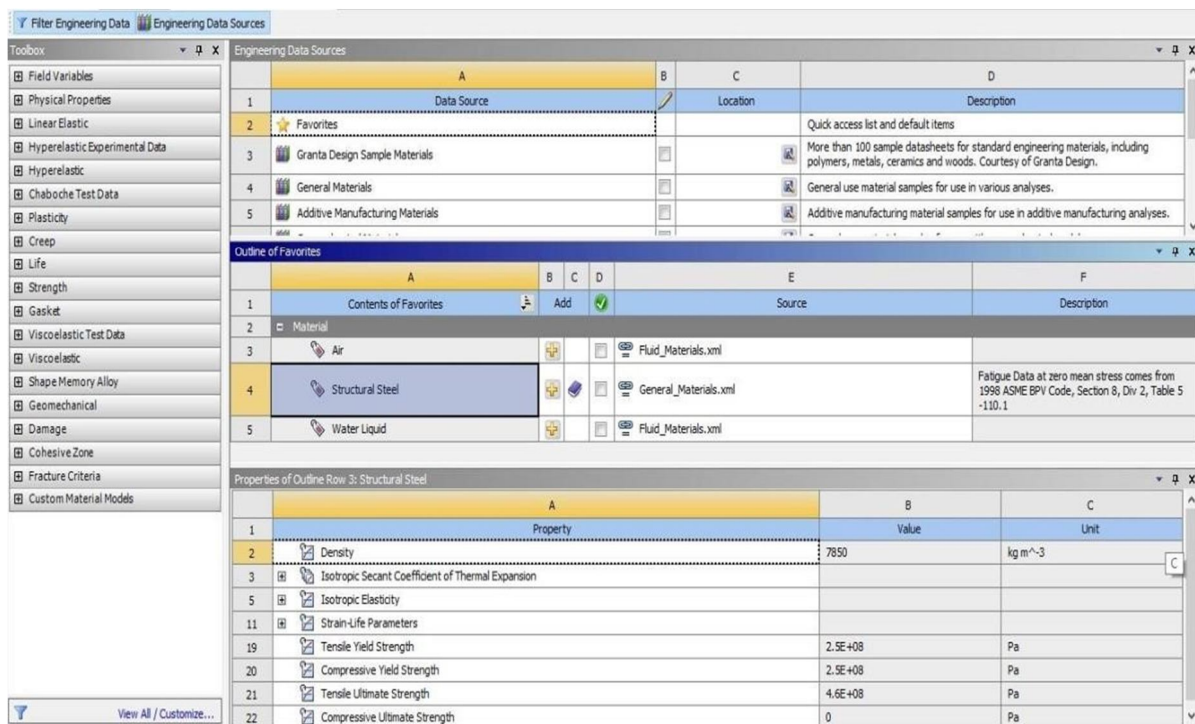 Filter Engineering Data Engineering Data Sources
Toolbox
Field Variables
Physical Properties
Linear Elastic
Hyperelastic Experimental Data
Hyperelastic
Chaboche Test Data
Plasticity
Creep
Life
Strength
Gasket
Viscoelastic Test Data
Viscoelastic
Shape Memory Alloy
Geomechanical
Damage
Cohesive Zone
Fracture Criteria
Custom Material Models
View All / Customize...
Engineering Data Sources
A B C D
1 Data Source Location Description
2 Favorites Quick access list and default items
3 Granta Design Sample Materials More than 100 sample datasheets for standard engineering materials, including
polymers, metals, ceramics and woods. Courtesy of Granta Design.
4 General Materials General use material samples for use in various analyses.
5 Additive Manufacturing Materials Additive manufacturing material samples for use in additive manufacturing analyses.
Outline of Favorites
A B C D E F
1 Contents of Favorites Add Source Description
2 Material
3 Air Fluid_Materials.xml
4 Structural Steel General_Materials.xml Fatigue Data at zero mean stress comes from
1998 ASME BPV Code, Section 8, Div 2, Table 5
-110.1
5 Water Liquid Fluid_Materials.xml
Properties of Outline Row 3: Structural Steel
A B C
1 Property Value Unit
2 Density 7850 kg m^-3
C
3 Isotropic Secant Coefficient of Thermal Expansion
5 Isotropic Elasticity
11 Strain-Life Parameters
19 Tensile Yield Strength 2.5E+08 Pa
20 Compressive Yield Strength 2.5E+08 Pa
21 Tensile Ultimate Strength 4.6E+08 Pa
22 Compressive Ultimate Strength 0 Pa